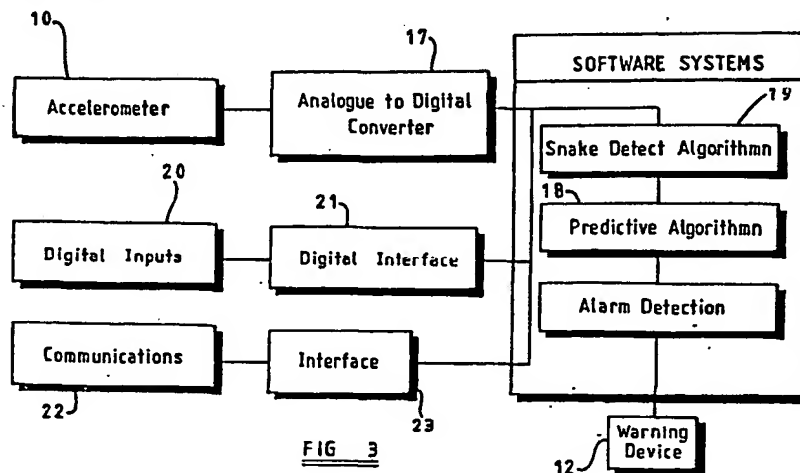 10
17
SOFTWARE SYSTEMS
Accelerometer
Analogue to Digital
Converter
19
Snake Detect Algorithmn
20
21
18
Predictive Algorithmn
Digital Inputs
Digital Interface
Alarm Detection
Communications
Interface
22
23
FIG 3
12
Warning
Device